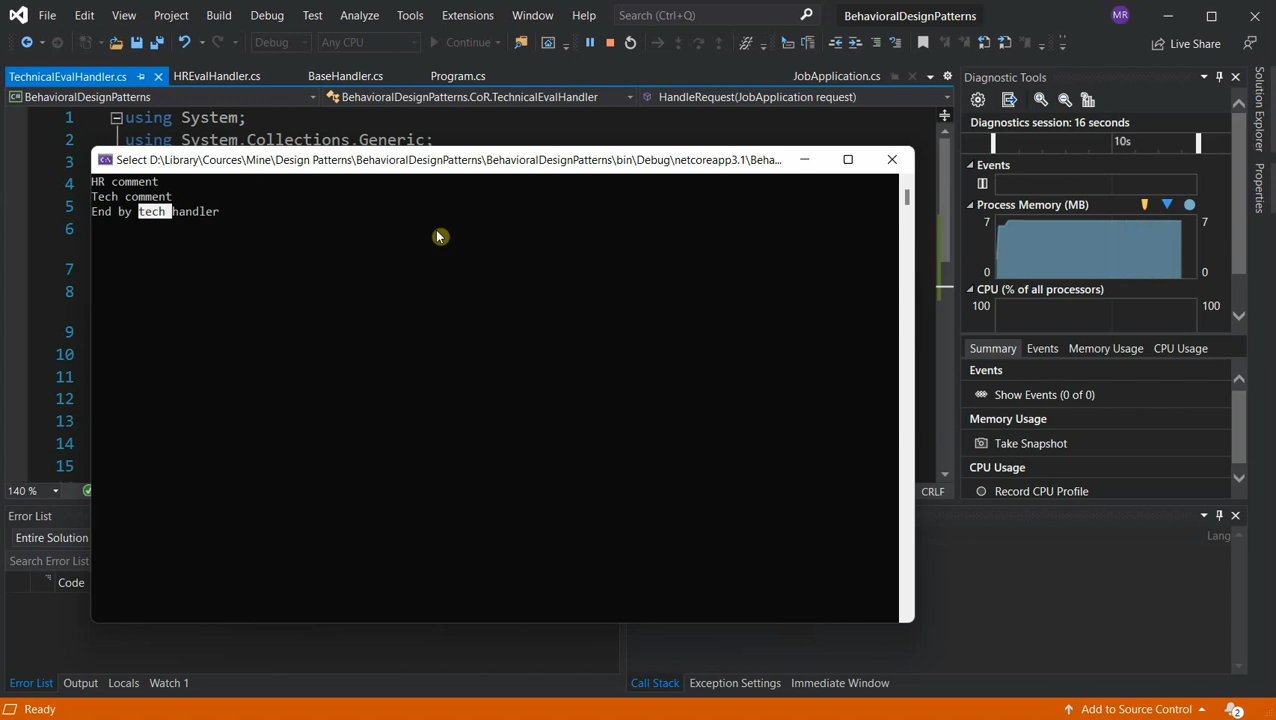 File Edit View Project Build Debug Test Analyze Tools Extensions Window Help Search (Ctrl+Q) BehavioralDesignPatterns MR
Debug Any CPU Continue Live Share
TechnicalEvalHandler.cs HREvalHandler.cs BaseHandler.cs Program.cs JobApplication.cs
BehavioralDesignPatterns BehavioralDesignPatterns.CoR.TechnicalEvalHandler HandleRequest(JobApplication request)
1 using System;
2 using System.Collections.Generic;
3
4
5
6
7
8
9
10
11
12
13
14
15
140 % CRLF
Select D:\Library\Cources\Mine\Design Patterns\BehavioralDesignPatterns\BehavioralDesignPatterns\bin\Debug\netcoreapp3.1\Beha...
HR comment
Tech comment
End by tech handler
Diagnostic Tools
Diagnostics session: 16 seconds
10s
Events
Process Memory (MB)
7 7
0 0
CPU (% of all processors)
100 100
Summary Events Memory Usage CPU Usage
Events
Show Events (0 of 0)
Memory Usage
Take Snapshot
CPU Usage
Record CPU Profile
Solution Explorer
Properties
Error List
Entire Solution
Search Error List
Code
Lang
Error List Output Locals Watch 1
Call Stack Exception Settings Immediate Window
Ready Add to Source Control 2